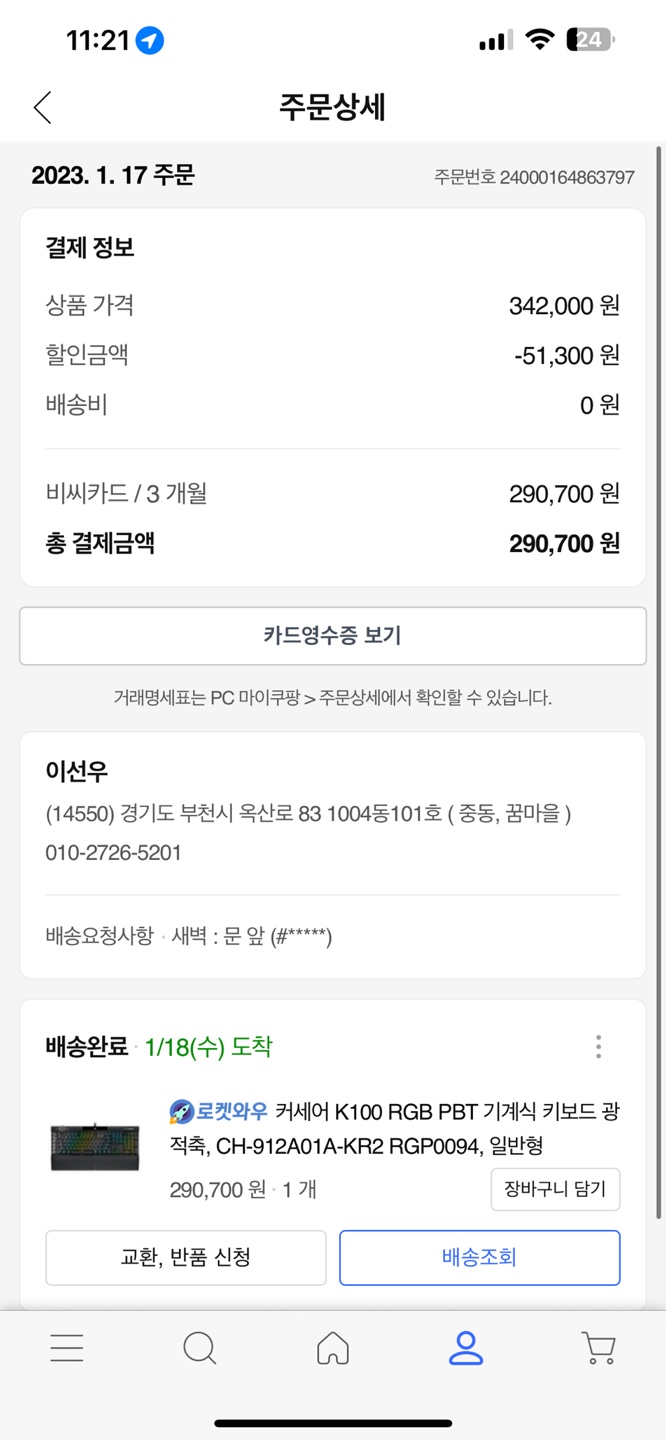 11:21
24
주문상세
2023. 1. 17 주문
주문번호 24000164863797
결제 정보
상품 가격 342,000 원
할인금액 -51,300 원
배송비 0 원
비씨카드 / 3 개월 290,700 원
총 결제금액 290,700 원
카드영수증 보기
거래명세표는 PC 마이쿠팡 > 주문상세에서 확인할 수 있습니다.
이선우
(14550) 경기도 부천시 옥산로 83 1004동101호 ( 중동, 꿈마을 )
010-2726-5201
배송요청사항 · 새벽 : 문 앞 (#*****)
배송완료 · 1/18(수) 도착
로켓와우 커세어 K100 RGB PBT 기계식 키보드 광
적축, CH-912A01A-KR2 RGP0094, 일반형
290,700 원 · 1 개
장바구니 담기
교환, 반품 신청
배송조회